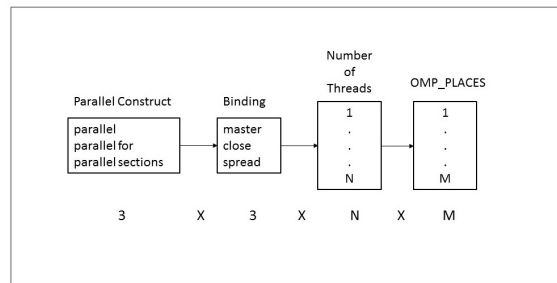 Number
of
Threads
OMP_PLACES
Parallel Construct
Binding
parallel
parallel for
parallel sections
master
close
spread
1
.
.
.
N
1
.
.
.
M
3 X 3 X N X M